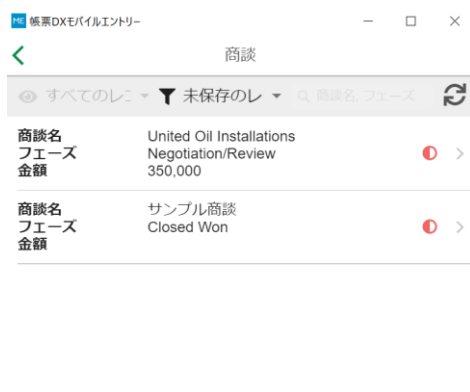 ME 帳票DXモバイルエントリー
商談
すべてのレコ 未保存のレ 商談名, フェーズ
商談名 United Oil Installations
フェーズ Negotiation/Review
金額 350,000
商談名 サンプル商談
フェーズ Closed Won
金額